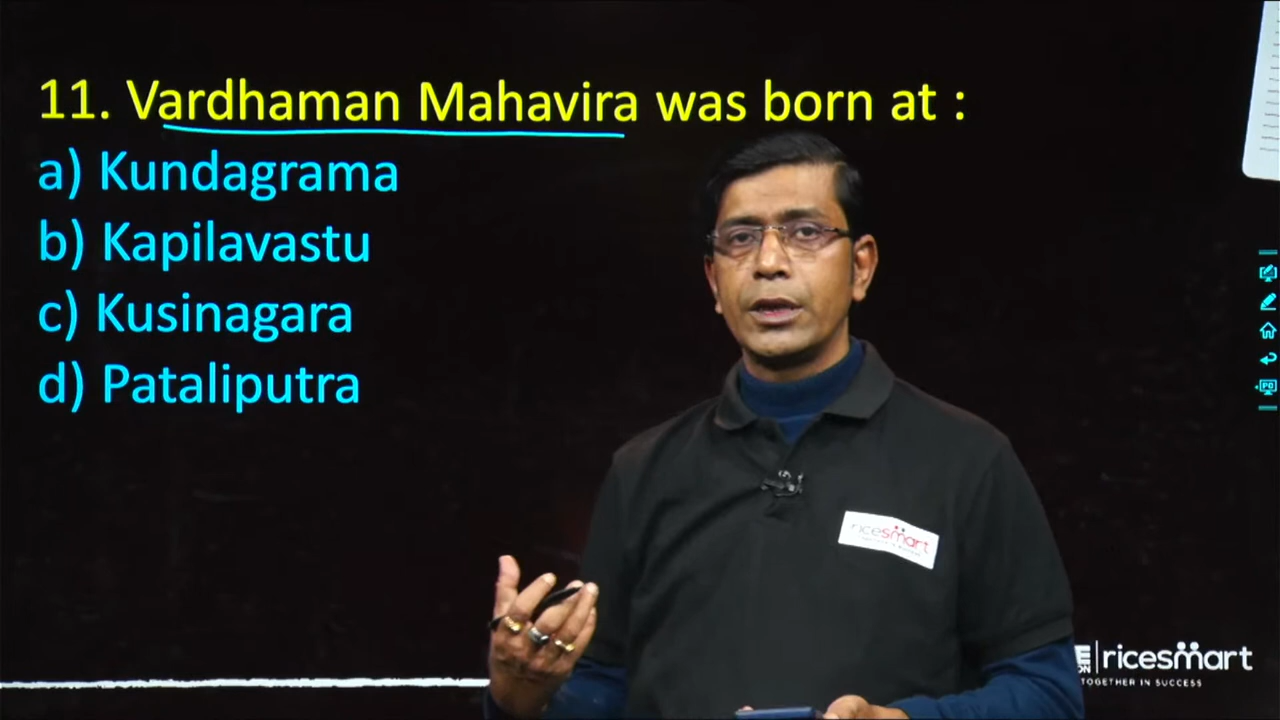 11. Vardhaman Mahavira was born at :
a) Kundagrama
b) Kapilavastu
c) Kusinagara
d) Pataliputra
ricesmart
ricesmart
TOGETHER IN SUCCESS